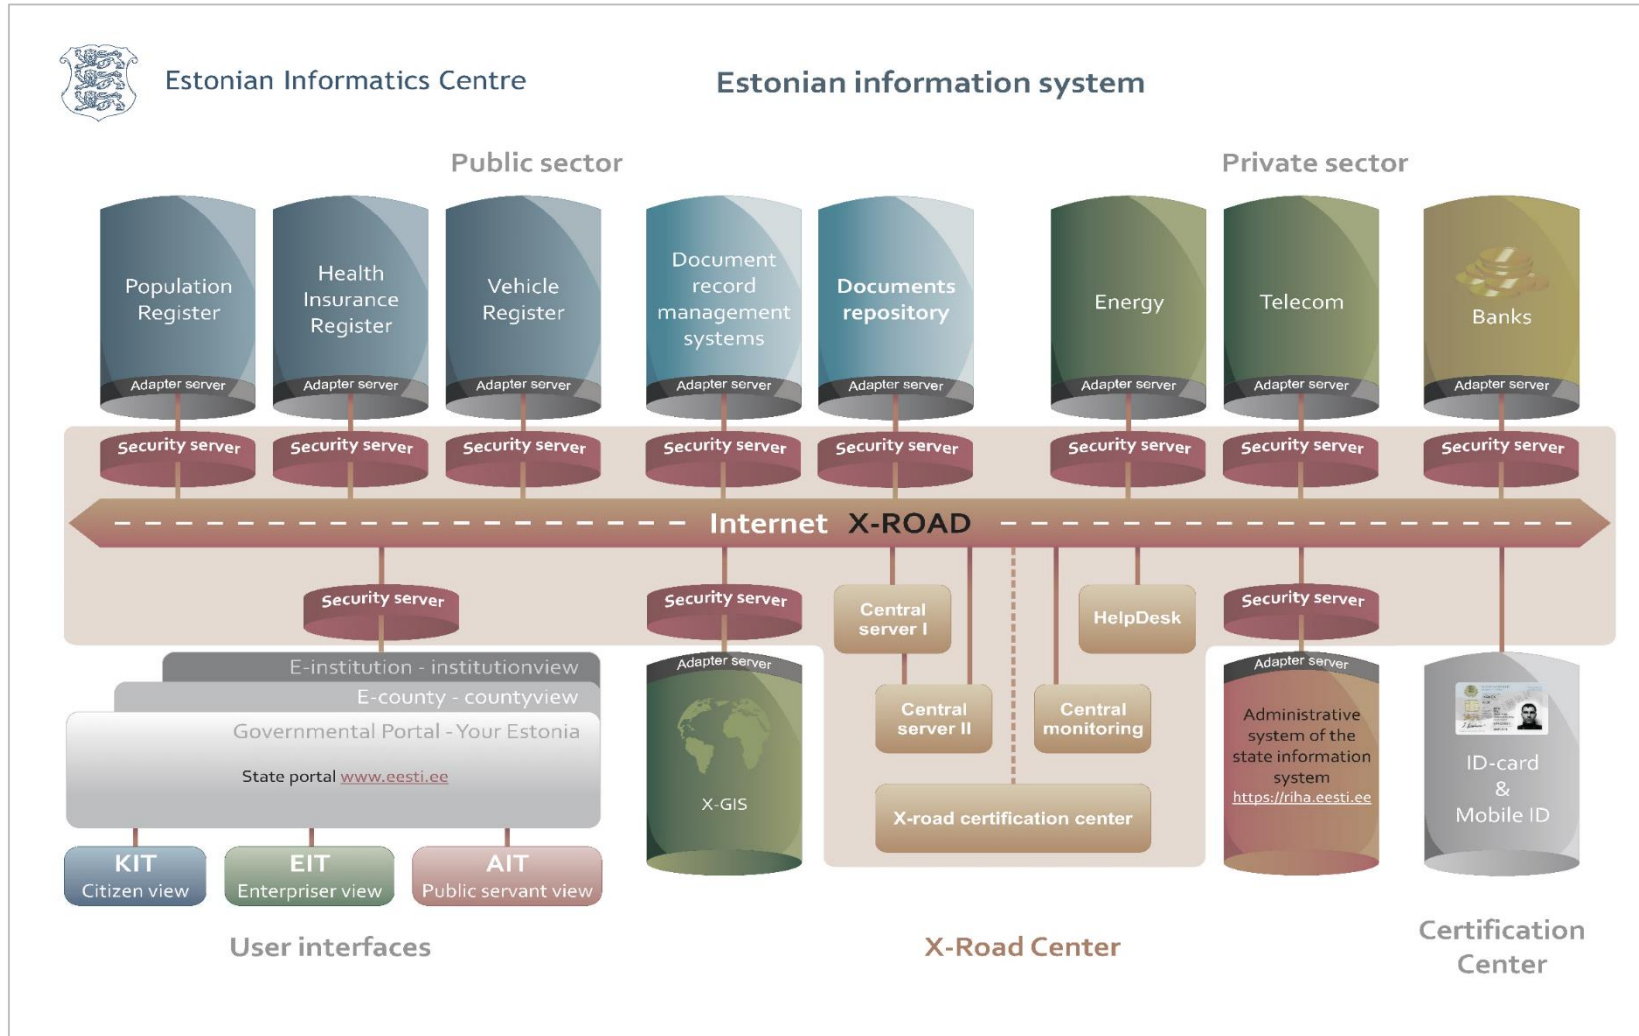 Estonian Informatics Centre
Estonian information system
Public sector
Private sector
Population
Register
Health
Insurance
Register
Vehicle
Register
Document
record
management
systems
Documents
repository
Energy
Telecom
Banks
Adapter server
Adapter server
Adapter server
Adapter server
Adapter server
Adapter server
Adapter server
Adapter server
Security server
Security server
Security server
Security server
Security server
Security server
Security server
Security server
Internet X-ROAD
Security server
Security server
Central
server I
HelpDesk
Security server
E-institution - institutionview
E-county - countyview
Governmental Portal - Your Estonia
State portal www.eesti.ee
Adapter server
X-GIS
Central
server II
Central
monitoring
X-road certification center
Adapter server
Administrative
system of the
state information
system
https://riha.eesti.ee
ID-card
&
Mobile ID
KIT
Citizen view
EIT
Enterpriser view
AIT
Public servant view
User interfaces
X-Road Center
Certification
Center